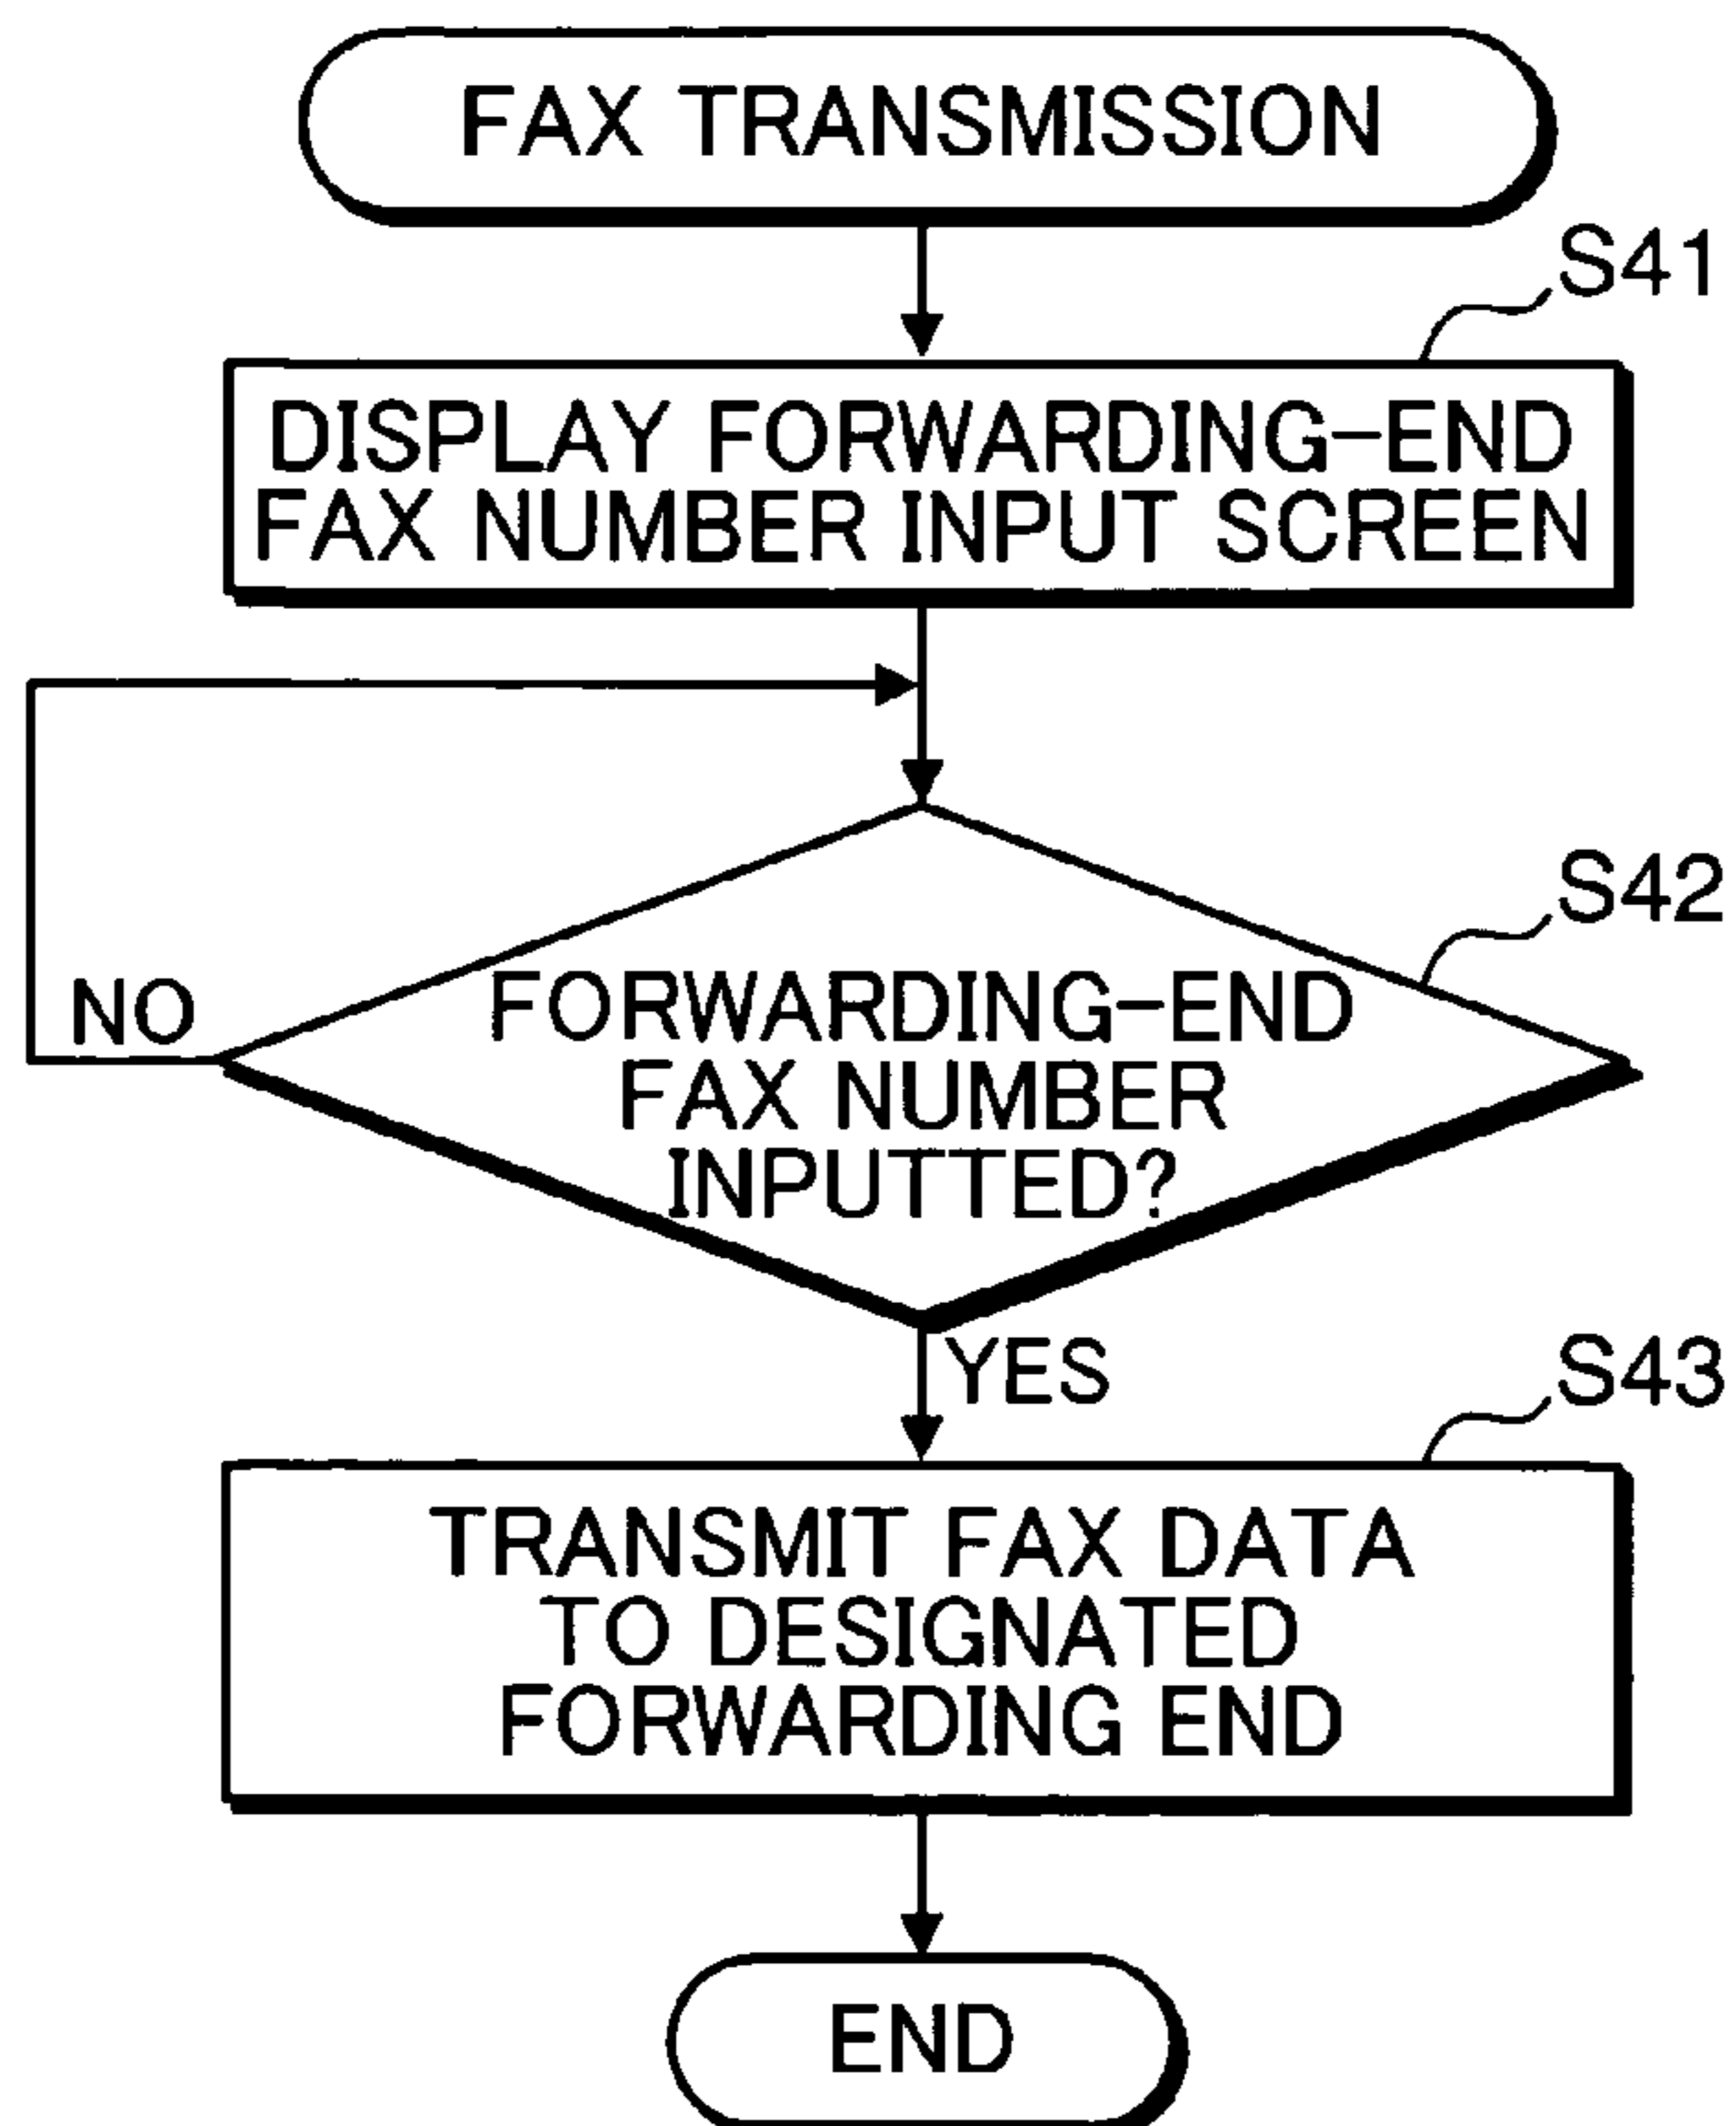 FAX TRANSMISSION
S41
DISPLAY FORWARDING-END
FAX NUMBER INPUT SCREEN
S42
NO
FORWARDING-END
FAX NUMBER
INPUTTED?
YES
S43
TRANSMIT FAX DATA
TO DESIGNATED
FORWARDING END
END